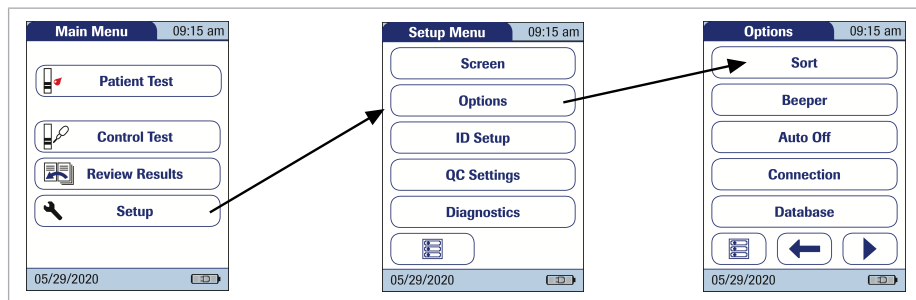 Main Menu 09:15 am
Patient Test
Control Test
Review Results
Setup
05/29/2020
Setup Menu 09:15 am
Screen
Options
ID Setup
QC Settings
Diagnostics
05/29/2020
Options 09:15 am
Sort
Beeper
Auto Off
Connection
Database
05/29/2020